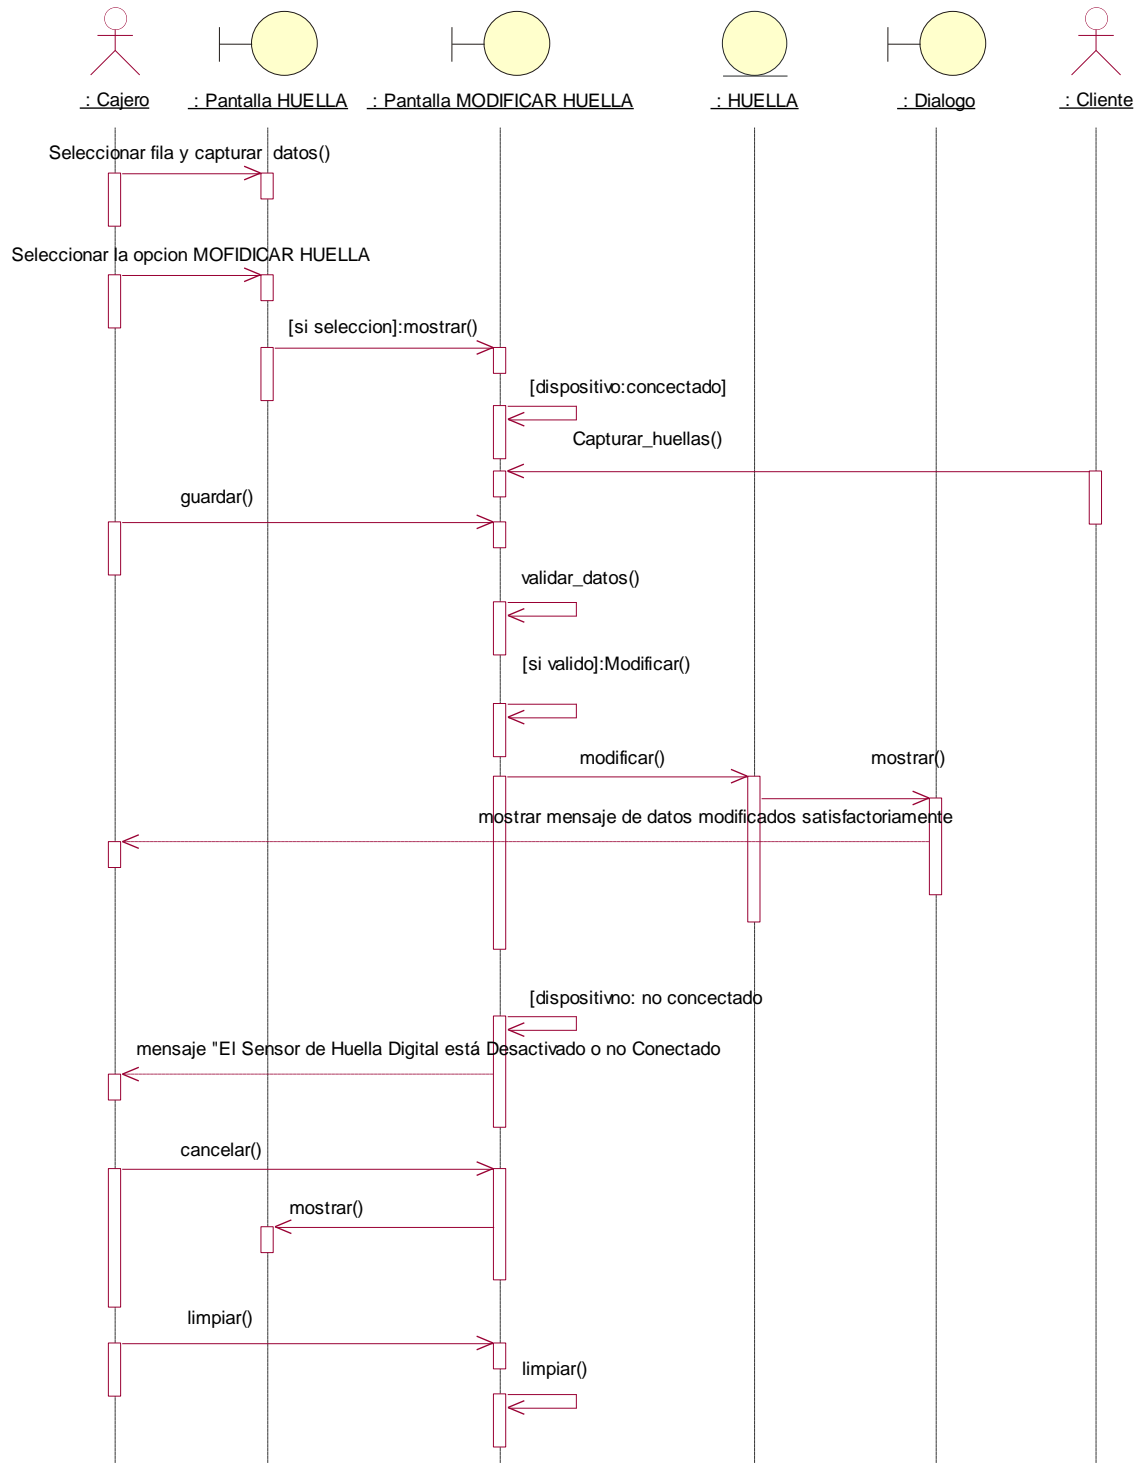 : Cajero
: Pantalla HUELLA
: Pantalla MODIFICAR HUELLA
: HUELLA
: Dialogo
: Cliente
Seleccionar fila y capturar datos()
Seleccionar la opcion MOFIDICAR HUELLA
[si seleccion]:mostrar()
[dispositivo:concectado]
Capturar_huellas()
guardar()
validar_datos()
[si valido]:Modificar()
modificar()
mostrar()
mostrar mensaje de datos modificados satisfactoriamente
[dispositivno: no concectado
mensaje "El Sensor de Huella Digital está Desactivado o no Conectado
cancelar()
mostrar()
limpiar()
limpiar()